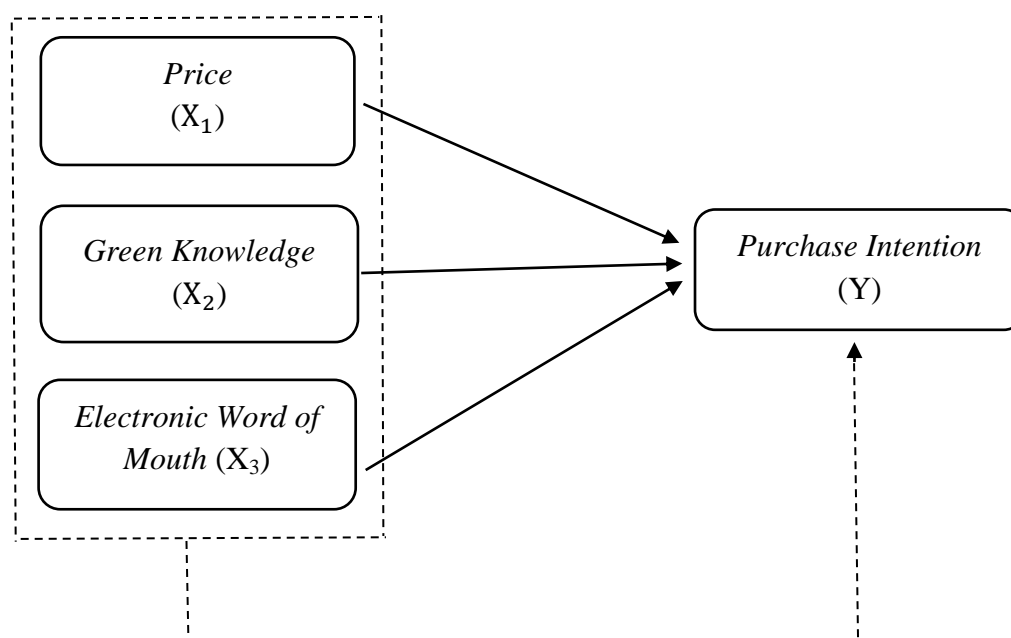 Price
(X₁)
Green Knowledge
(X₂)
Electronic Word of
Mouth (X₃)
Purchase Intention
(Y)